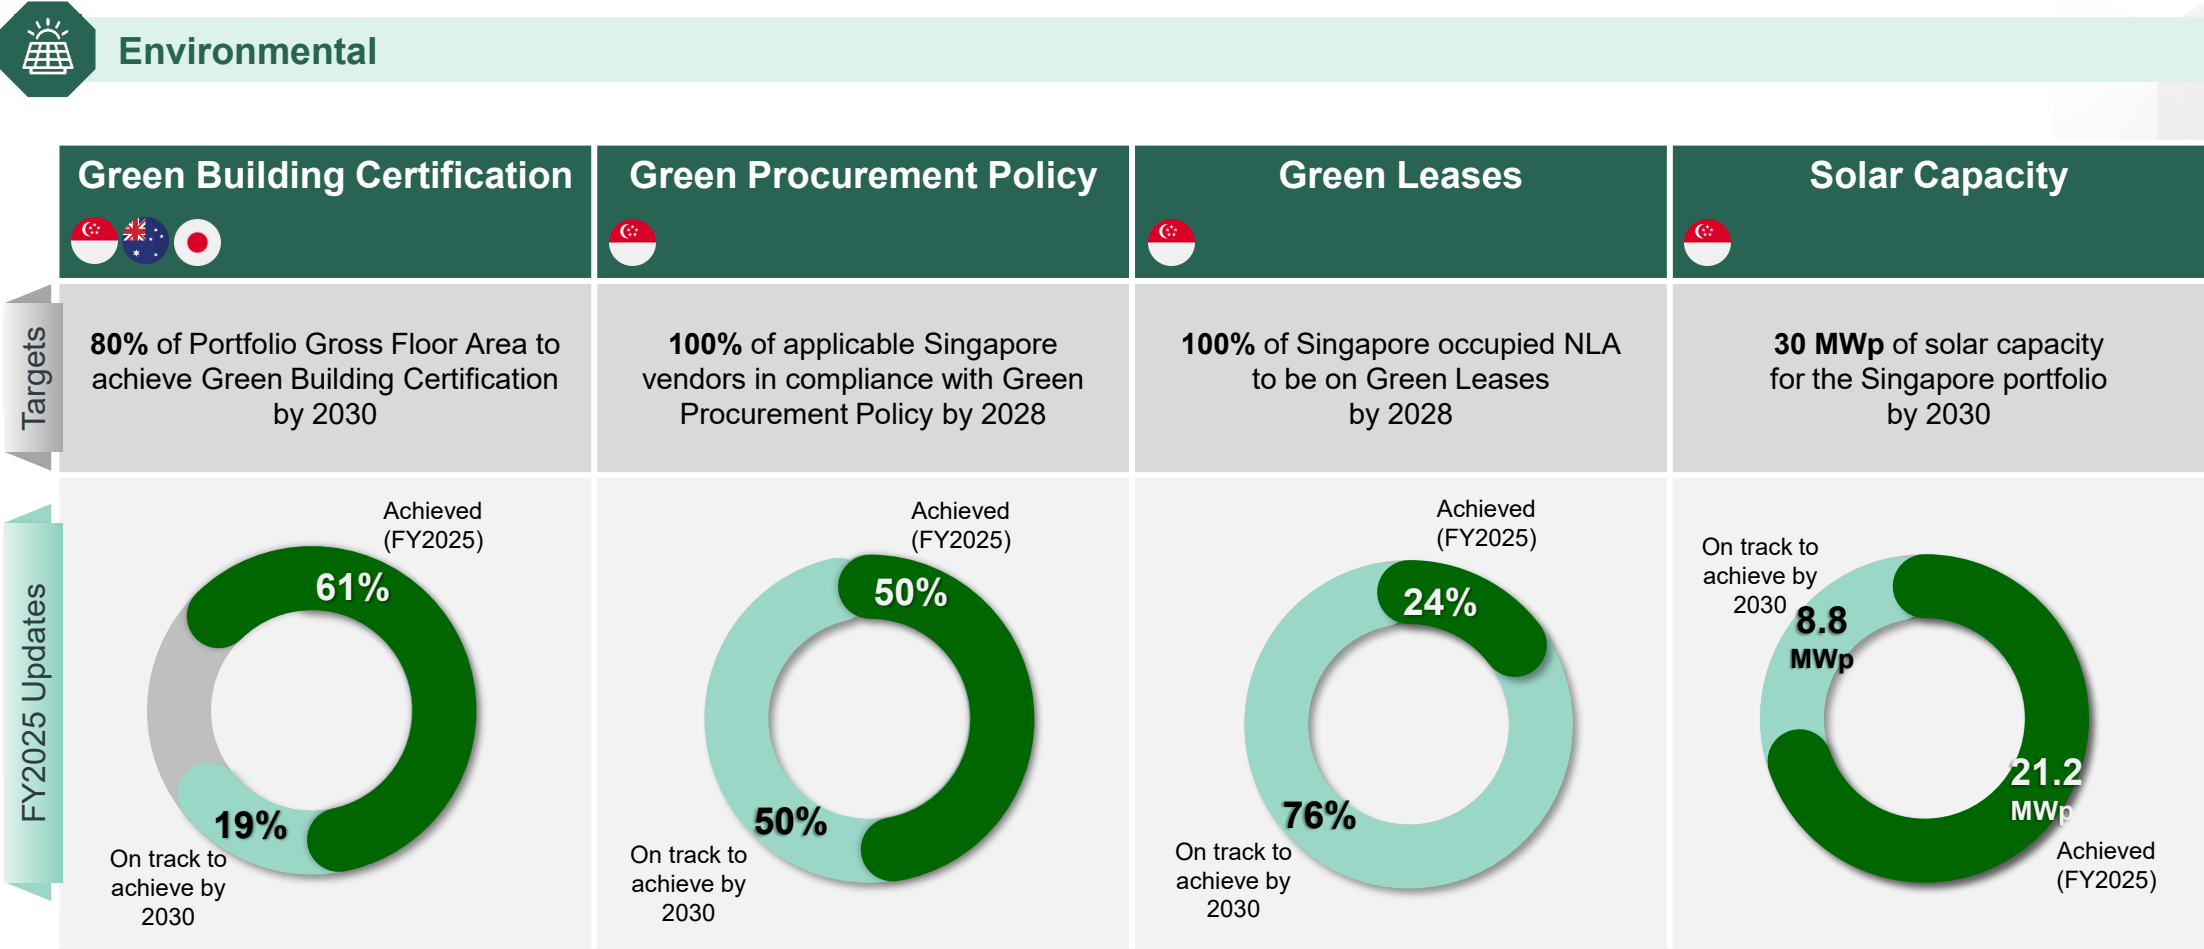 Environmental
Green Building Certification
Green Procurement Policy
Green Leases
Solar Capacity
Targets
80% of Portfolio Gross Floor Area to
achieve Green Building Certification
by 2030
100% of applicable Singapore
vendors in compliance with Green
Procurement Policy by 2028
100% of Singapore occupied NLA
to be on Green Leases
by 2028
30 MWp of solar capacity
for the Singapore portfolio
by 2030
FY2025 Updates
Achieved
(FY2025)
61%
19%
On track to
achieve by
2030
Achieved
(FY2025)
50%
50%
On track to
achieve by
2030
Achieved
(FY2025)
24%
76%
On track to
achieve by
2030
On track to
achieve by
2030
8.8
MWp
21.2
MWp
Achieved
(FY2025)